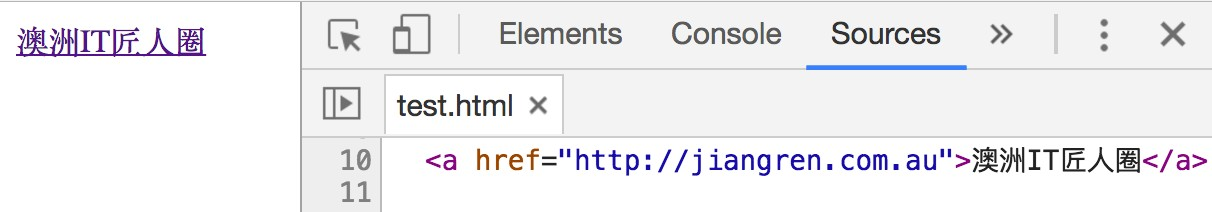 澳洲IT匠人圈
Elements Console Sources »
test.html ×
10 <a href="http://jiangren.com.au">澳洲IT匠人圈</a>
11